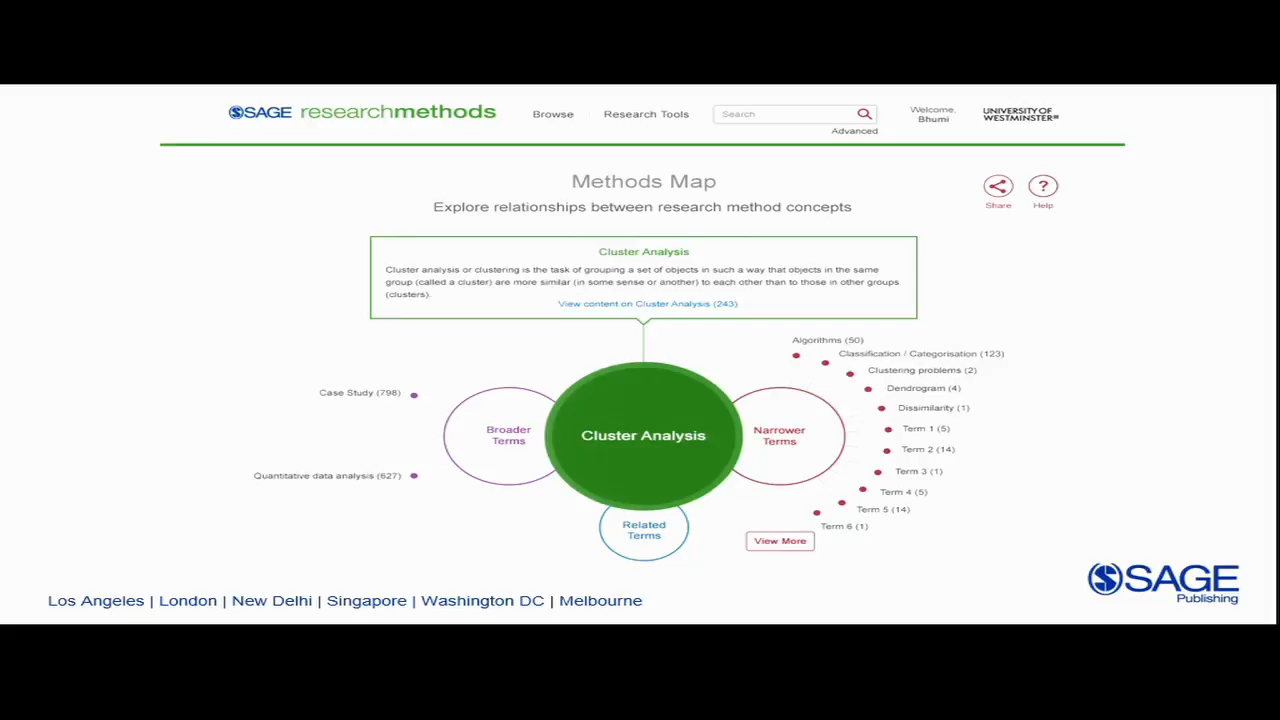 SAGE researchmethods
Browse
Research Tools
Search
Advanced
Welcome,
Bhumi
UNIVERSITY OF
WESTMINSTER
Methods Map
Explore relationships between research method concepts
Share
?
Help
Cluster Analysis
Cluster analysis or clustering is the task of grouping a set of objects in such a way that objects in the same
group (called a cluster) are more similar (in some sense or another) to each other than to those in other groups
(clusters).
View content on Cluster Analysis (243)
Case Study (798)
Quantitative data analysis (627)
Broader
Terms
Cluster Analysis
Narrower
Terms
Related
Terms
Algorithms (50)
Classification / Categorisation (123)
Clustering problems (2)
Dendrogram (4)
Dissimilarity (1)
Term 1 (5)
Term 2 (14)
Term 3 (1)
Term 4 (5)
Term 5 (14)
Term 6 (1)
View More
Los Angeles | London | New Delhi | Singapore | Washington DC | Melbourne
SAGE
Publishing